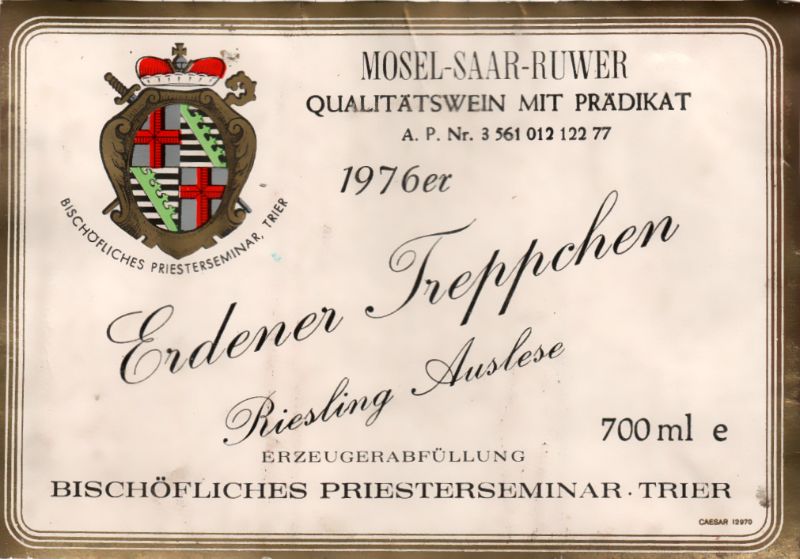 MOSEL-SAAR-RUWER
QUALITÄTSWEIN MIT PRÄDIKAT
A. P. Nr. 3 561 012 122 77
1976er
BISCHÖFLICHES PRIESTERSEMINAR, TRIER
Erdener Treppchen
Riesling Auslese
700 ml e
ERZEUGERABFÜLLUNG
BISCHÖFLICHES PRIESTERSEMINAR · TRIER
CAESAR 12970